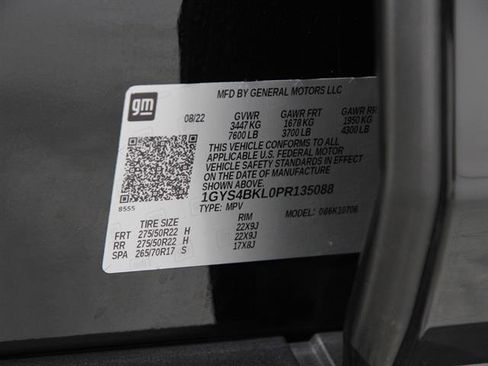 gm
MFD BY GENERAL MOTORS LLC
08/22 GVWR GAWR FRT GAWR RR
3447 KG 1678 KG 1950 KG
7600 LB 3700 LB 4300 LB
THIS VEHICLE CONFORMS TO ALL
APPLICABLE U.S. FEDERAL MOTOR
VEHICLE SAFETY STANDARDS IN EFFECT
ON THE DATE OF MANUFACTURE
1GYS4BKL0PR135088
8555 TYPE: MPV MODEL:
TIRE SIZE RIM
FRT 275/50R22 H 22X9J
RR 275/50R22 H 22X9J
SPA 265/70R17 S 17X8J